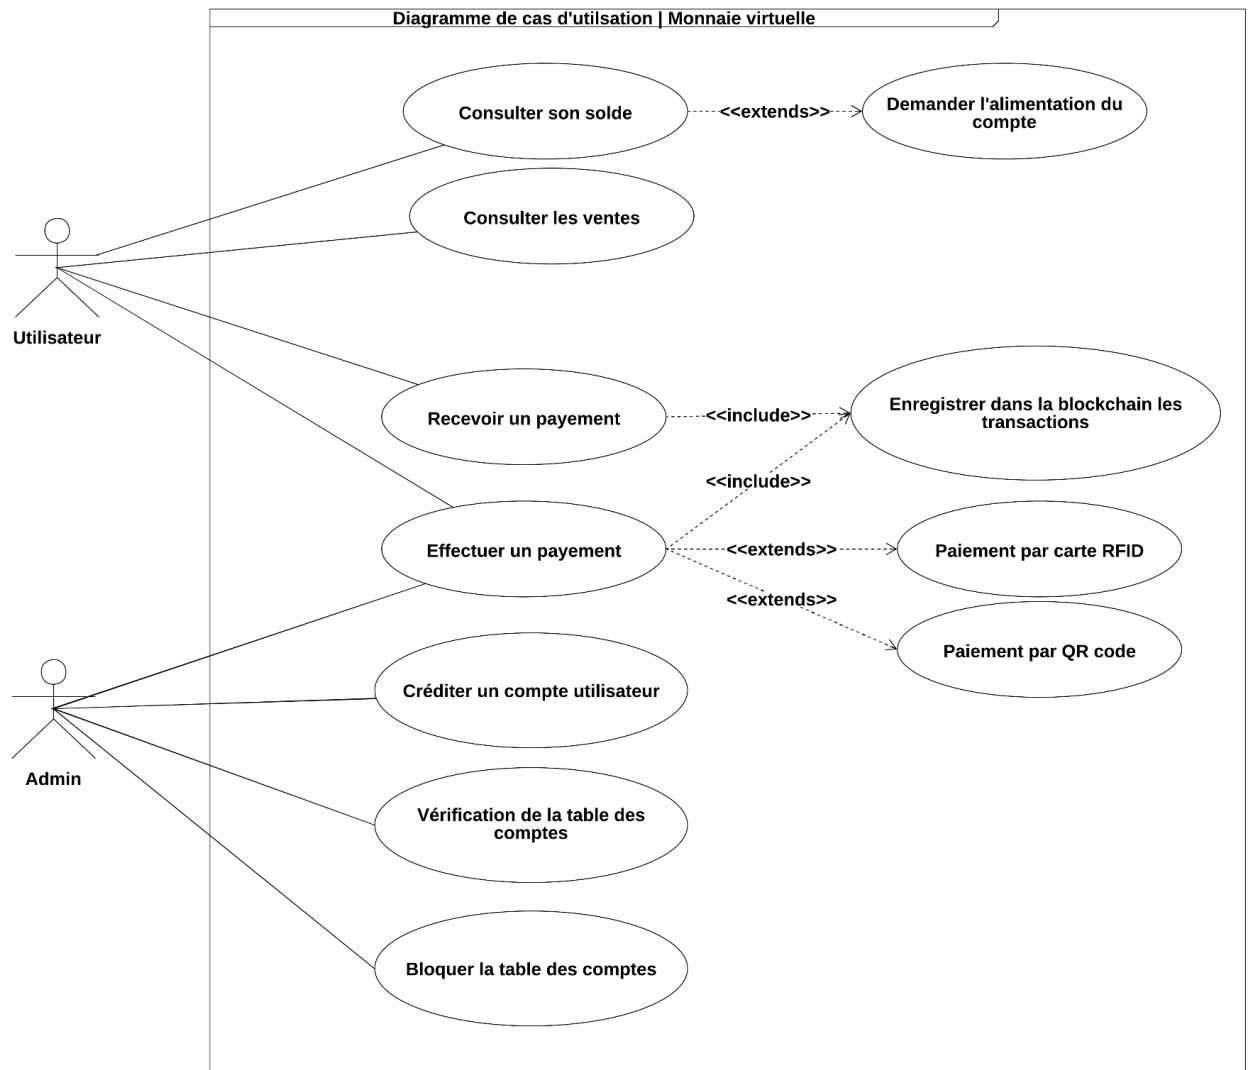 Diagramme de cas d'utilsation | Monnaie virtuelle
Consulter son solde
<<extends>>
Demander l'alimentation du
compte
Consulter les ventes
Utilisateur
Recevoir un payement
<<include>>
Enregistrer dans la blockchain les
transactions
<<include>>
Effectuer un payement
<<extends>>
Paiement par carte RFID
<<extends>>
Paiement par QR code
Créditer un compte utilisateur
Admin
Vérification de la table des
comptes
Bloquer la table des comptes